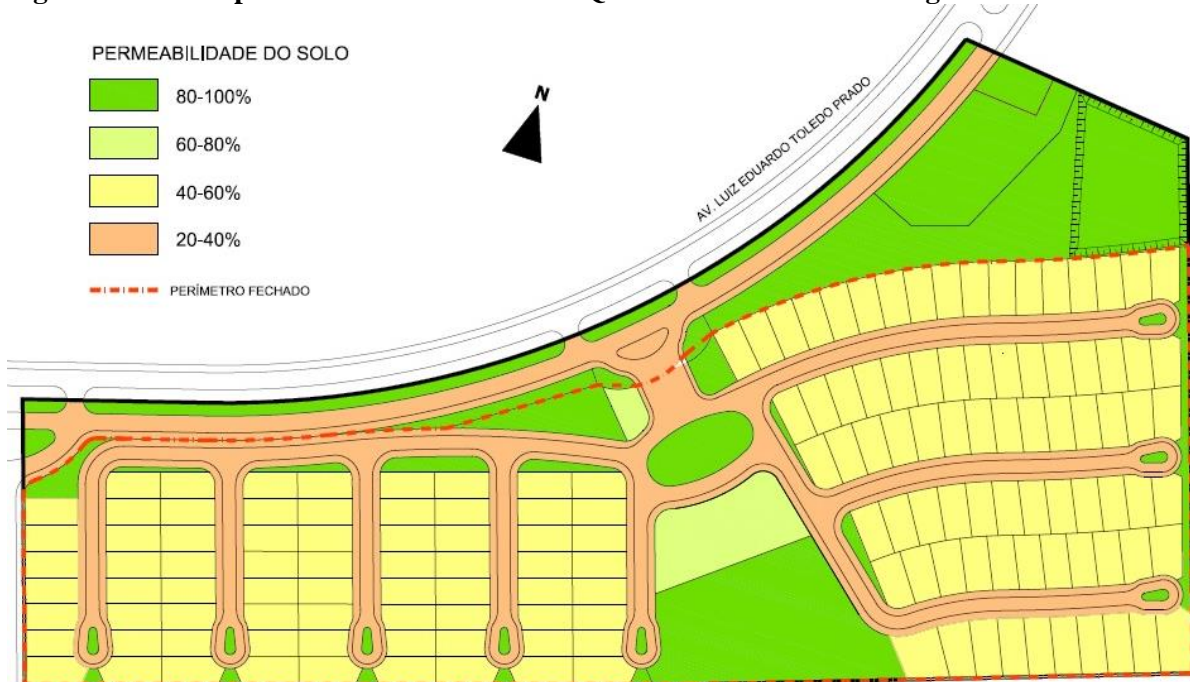 PERMEABILIDADE DO SOLO
80-100%
60-80%
40-60%
20-40%
PERÍMETRO FECHADO
N
AV. LUIZ EDUARDO TOLEDO PRADO